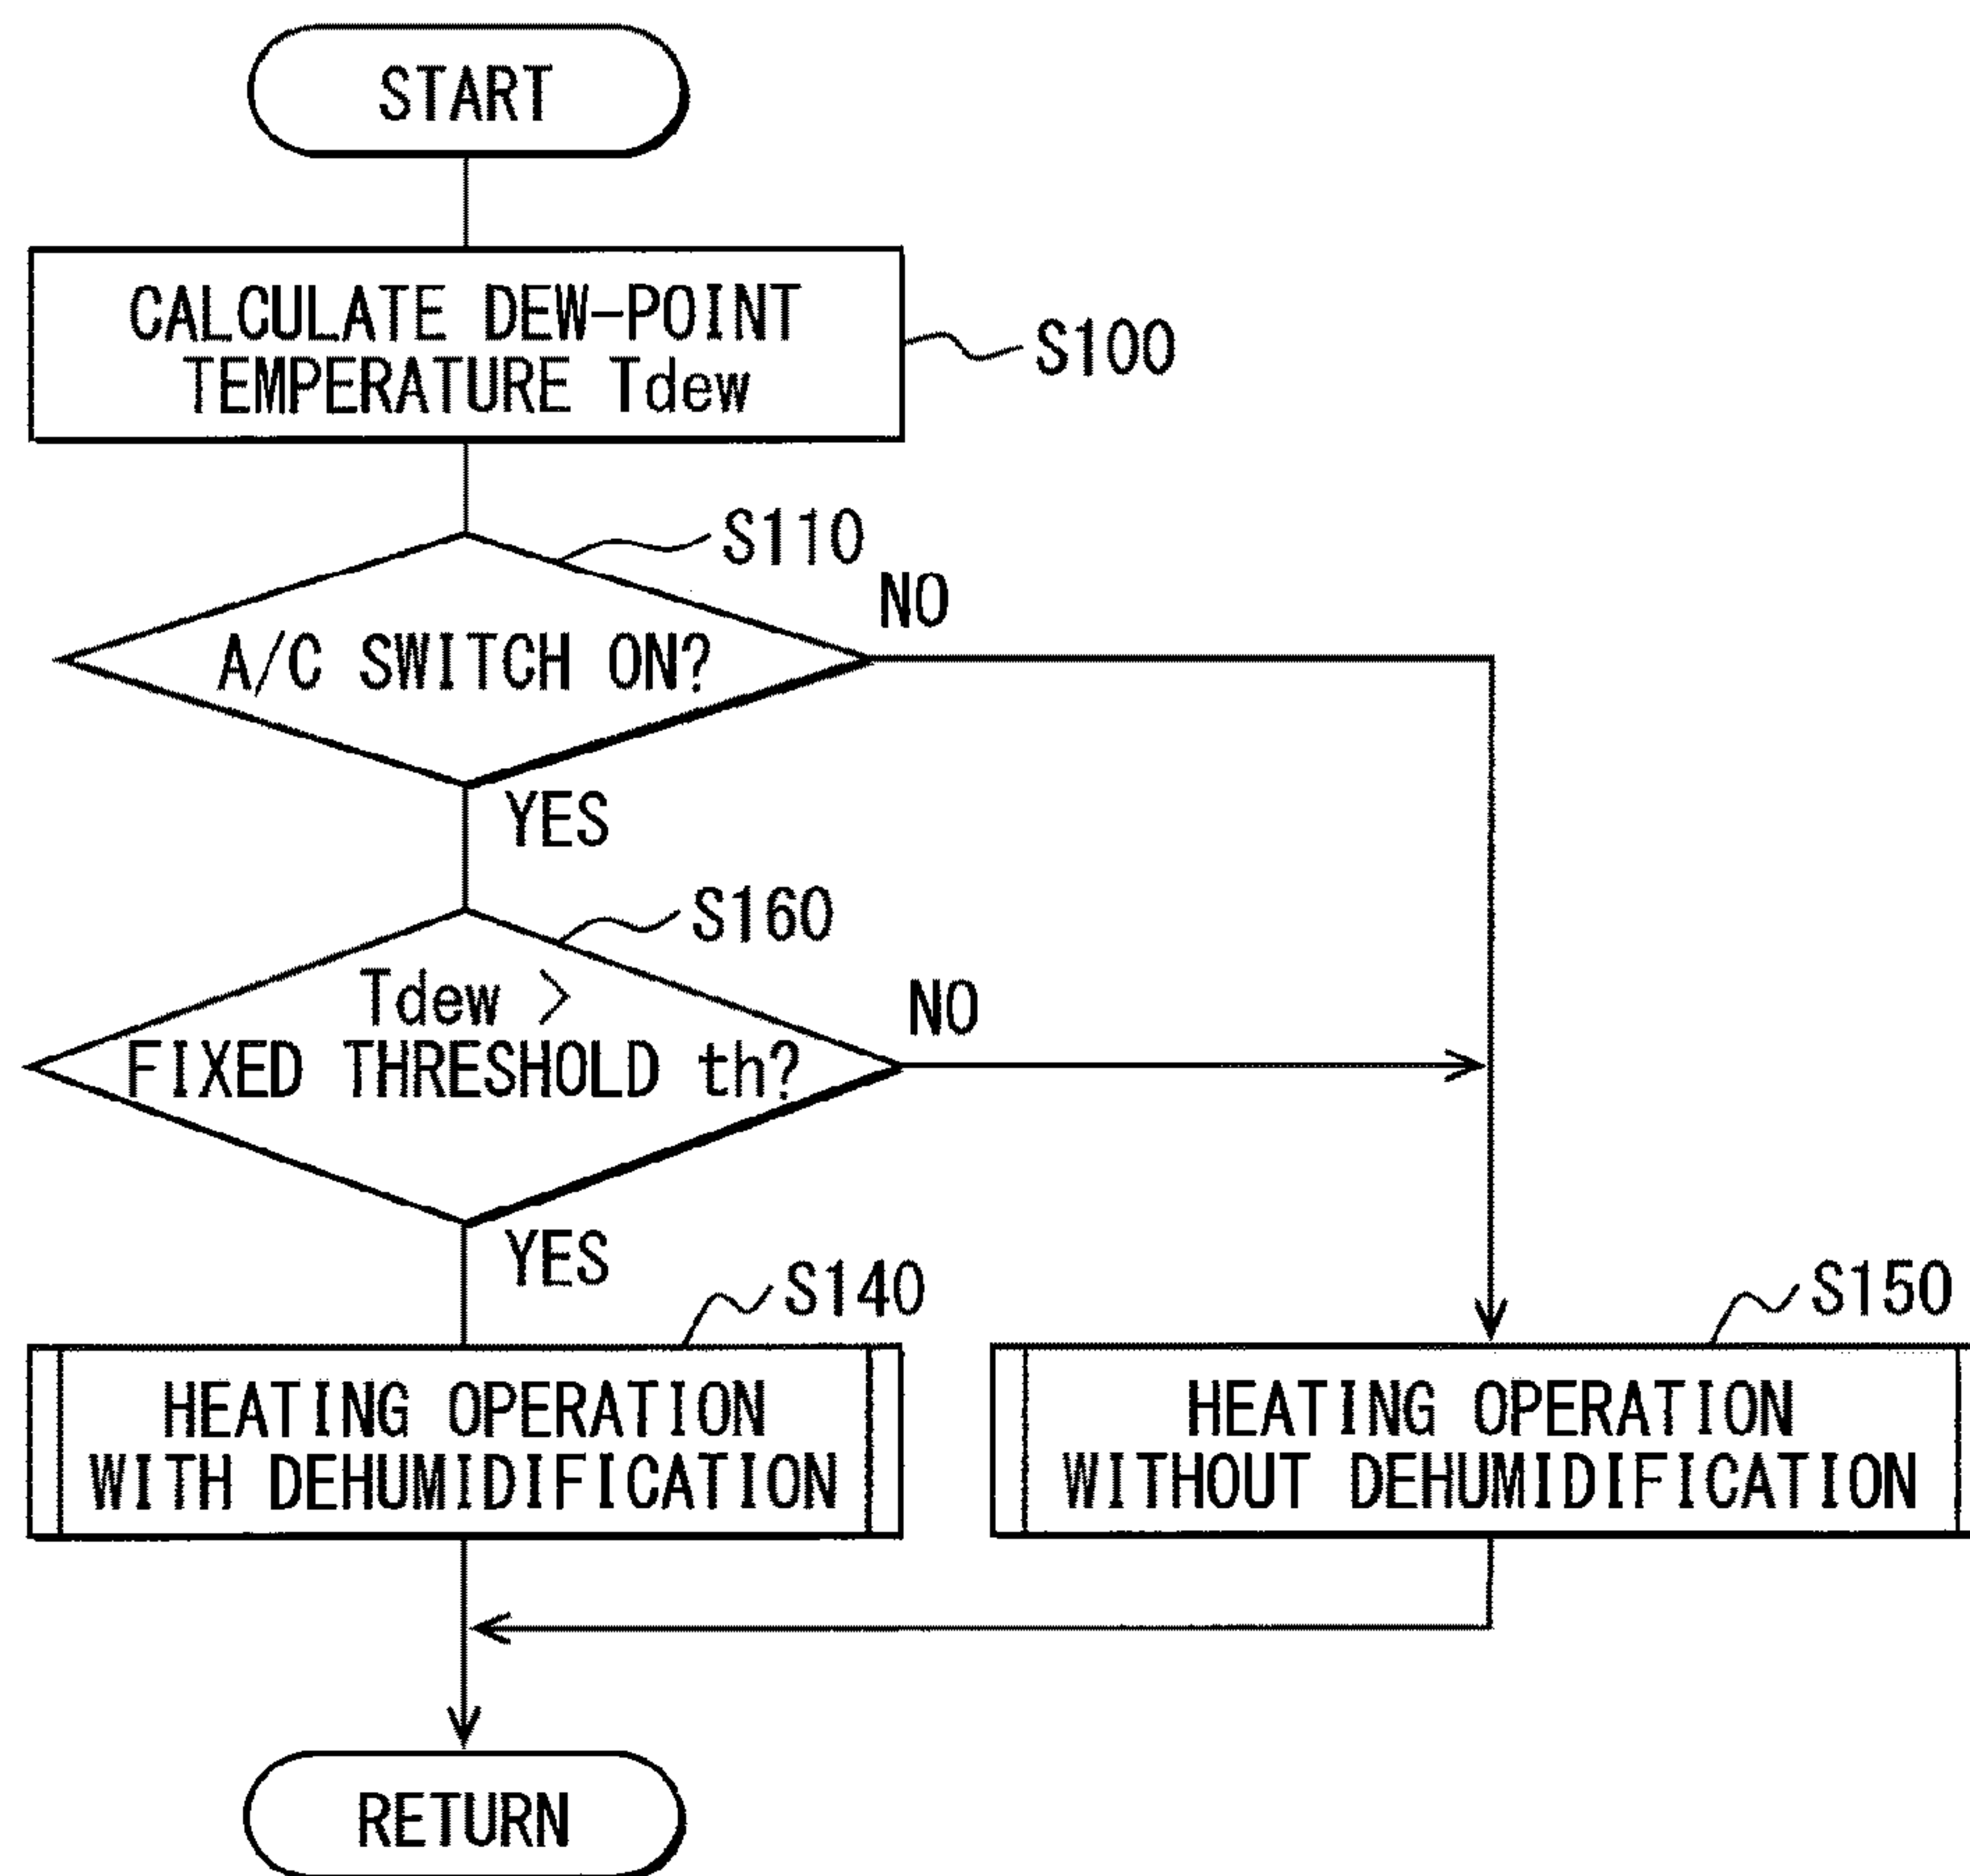 START
CALCULATE DEW-POINT
TEMPERATURE Tdew
S100
S110
A/C SWITCH ON?
NO
YES
S160
Tdew >
FIXED THRESHOLD th?
NO
YES
S140
HEATING OPERATION
WITH DEHUMIDIFICATION
S150
HEATING OPERATION
WITHOUT DEHUMIDIFICATION
RETURN